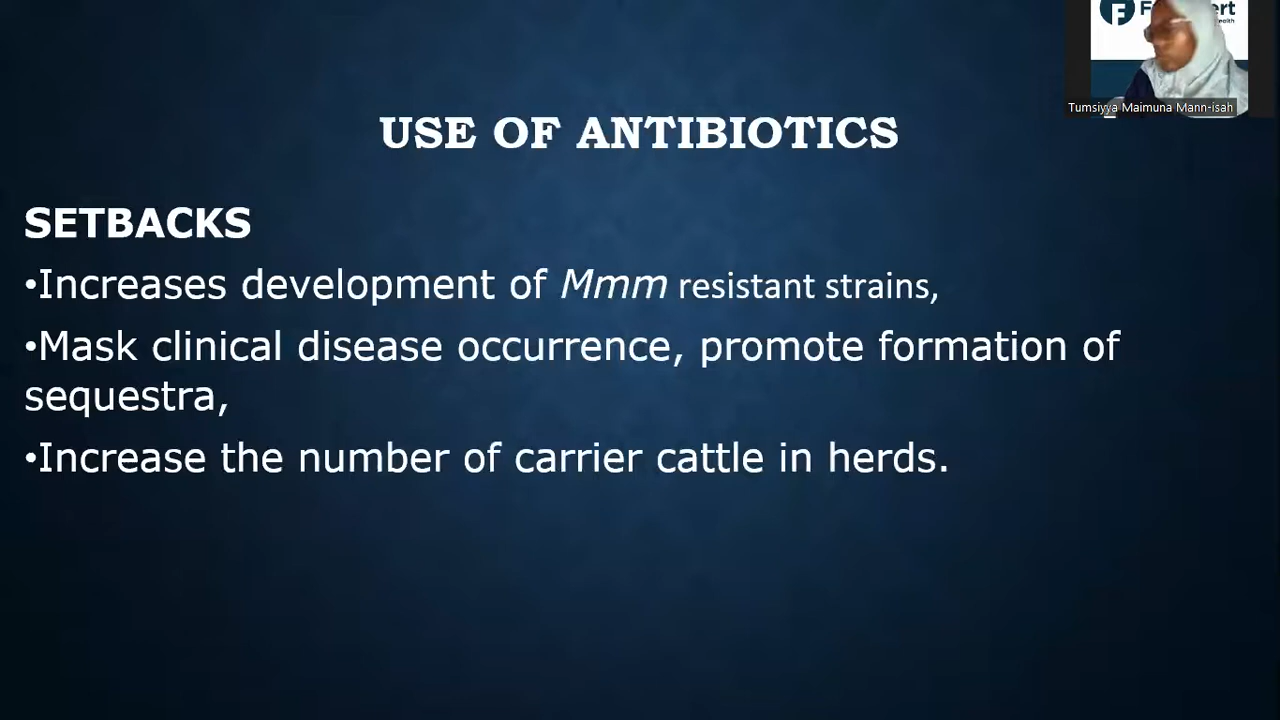 Tumsiyya Maimuna Mann-isah
USE OF ANTIBIOTICS
SETBACKS
•Increases development of Mmm resistant strains,
•Mask clinical disease occurrence, promote formation of
sequestra,
•Increase the number of carrier cattle in herds.